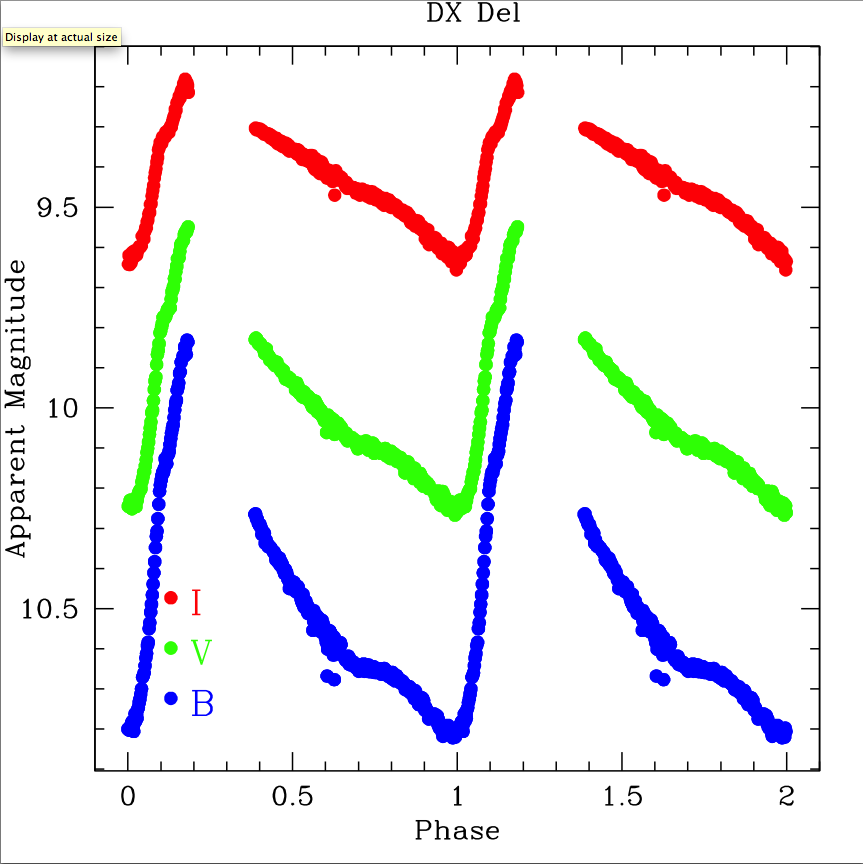 DX Del
Display at actual size
9.5
10
10.5
Apparent Magnitude
I
V
B
0 0.5 1 1.5 2
Phase